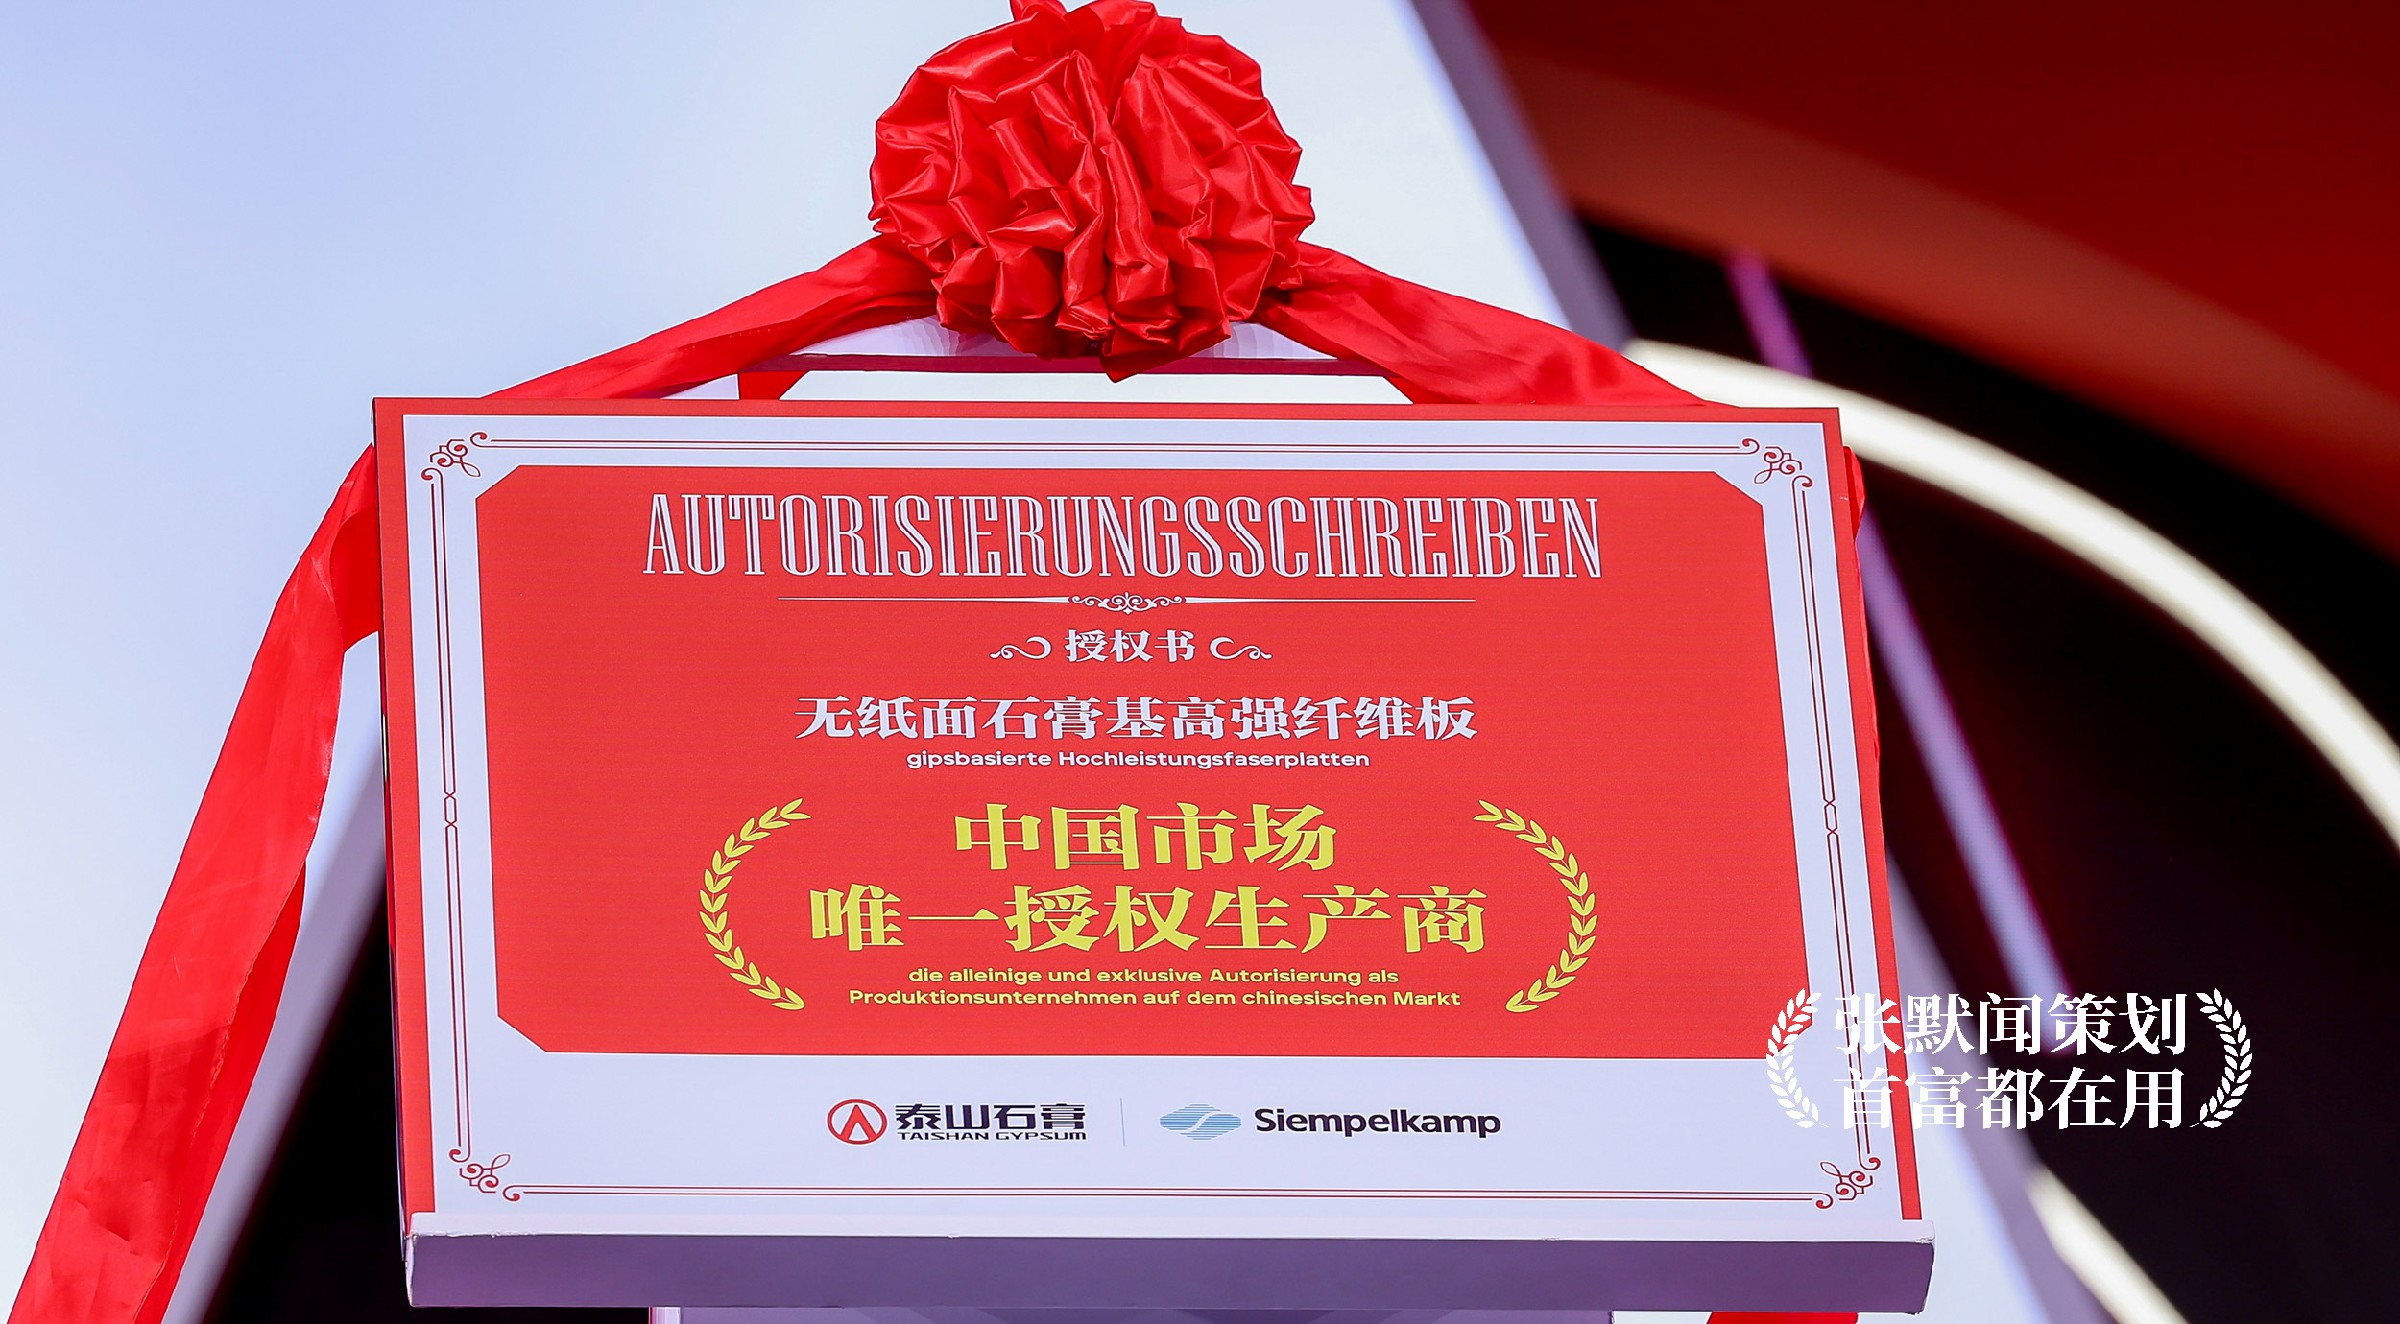 AUTORISIERUNGSSCHREIBEN
授权书
无纸面石膏基高强纤维板
gipsbasierte Hochleistungsfaserplatten
中国市场
唯一授权生产商
die alleinige und exklusive Autorisierung als
Produktionsunternehmen auf dem chinesischen Markt
泰山石膏
TAISHAN GYPSUM
Siempelkamp
张默闻策划
首富都在用